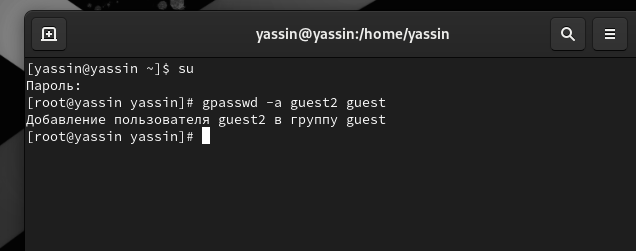 yassin@yassin:/home/yassin
[yassin@yassin ~]$ su
Пароль:
[root@yassin yassin]# gpasswd -a guest2 guest
Добавление пользователя guest2 в группу guest
[root@yassin yassin]#